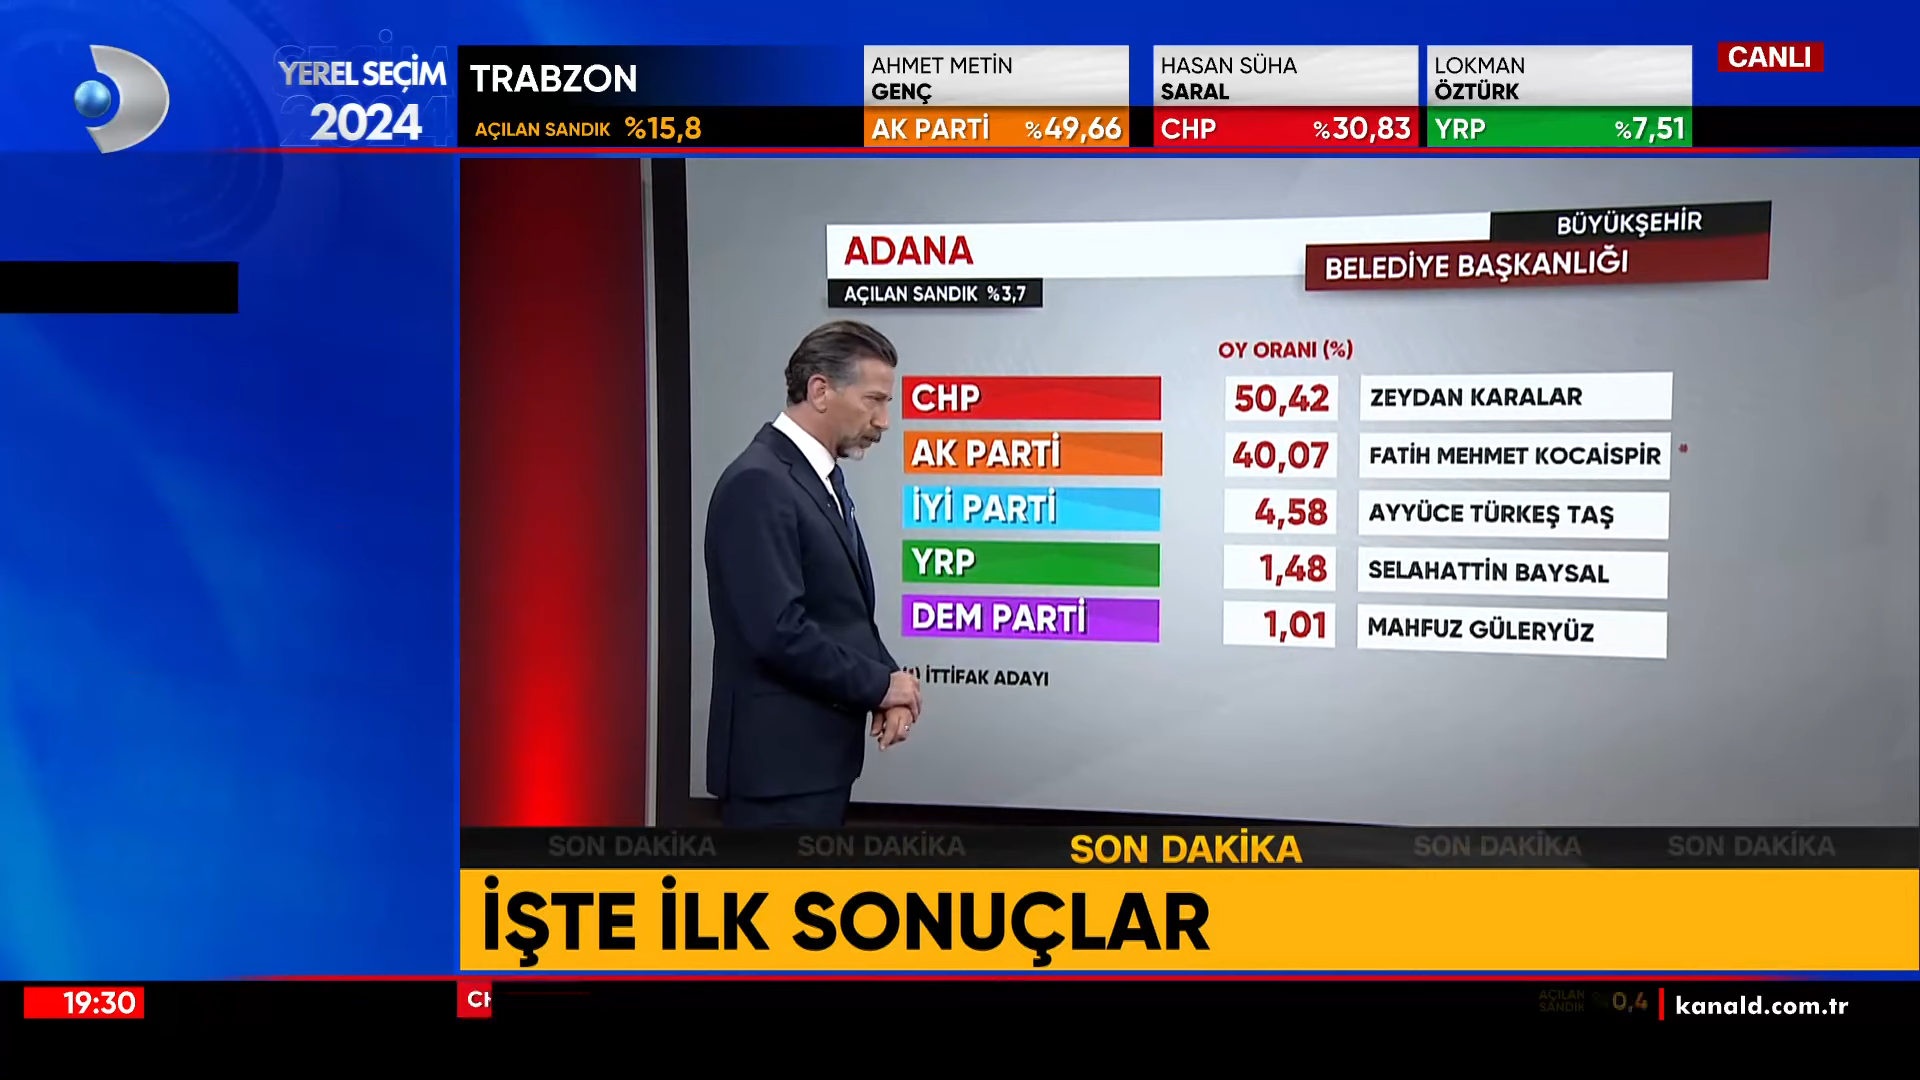 SEÇİM
YEREL SEÇİM
2024
TRABZON
AÇILAN SANDIK %15,8
AHMET METİN
GENÇ
AK PARTİ %49,66
HASAN SÜHA
SARAL
CHP %30,83
LOKMAN
ÖZTÜRK
YRP %7,51
CANLI
ADANA
AÇILAN SANDIK %3,7
BÜYÜKŞEHİR
BELEDİYE BAŞKANLIĞI
OY ORANI (%)
CHP 50,42 ZEYDAN KARALAR
AK PARTİ 40,07 FATİH MEHMET KOCAİSPİR *
İYİ PARTİ 4,58 AYYÜCE TÜRKEŞ TAŞ
YRP 1,48 SELAHATTİN BAYSAL
DEM PARTİ 1,01 MAHFUZ GÜLERYÜZ
(*) İTTİFAK ADAYI
SON DAKİKA SON DAKİKA SON DAKİKA SON DAKİKA SON DAKİKA
İŞTE İLK SONUÇLAR
19:30
AÇILAN
SANDIK %0,4
kanald.com.tr